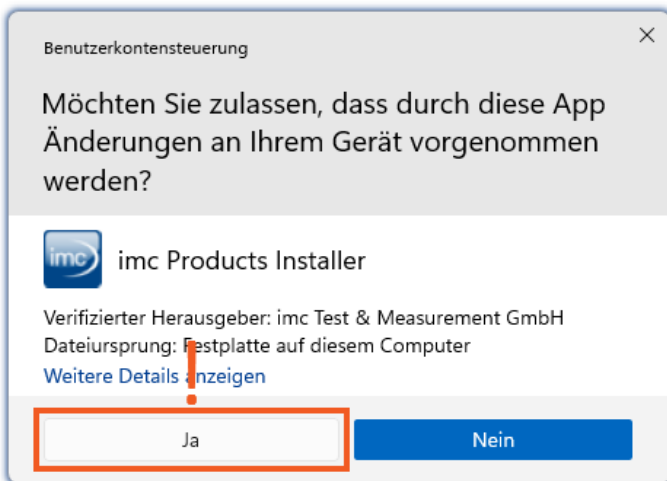 Benutzerkontensteuerung
Möchten Sie zulassen, dass durch diese App
Änderungen an Ihrem Gerät vorgenommen
werden?
imc
imc Products Installer
Verifizierter Herausgeber: imc Test & Measurement GmbH
Dateiursprung: Festplatte auf diesem Computer
Weitere Details anzeigen
!
Ja Nein